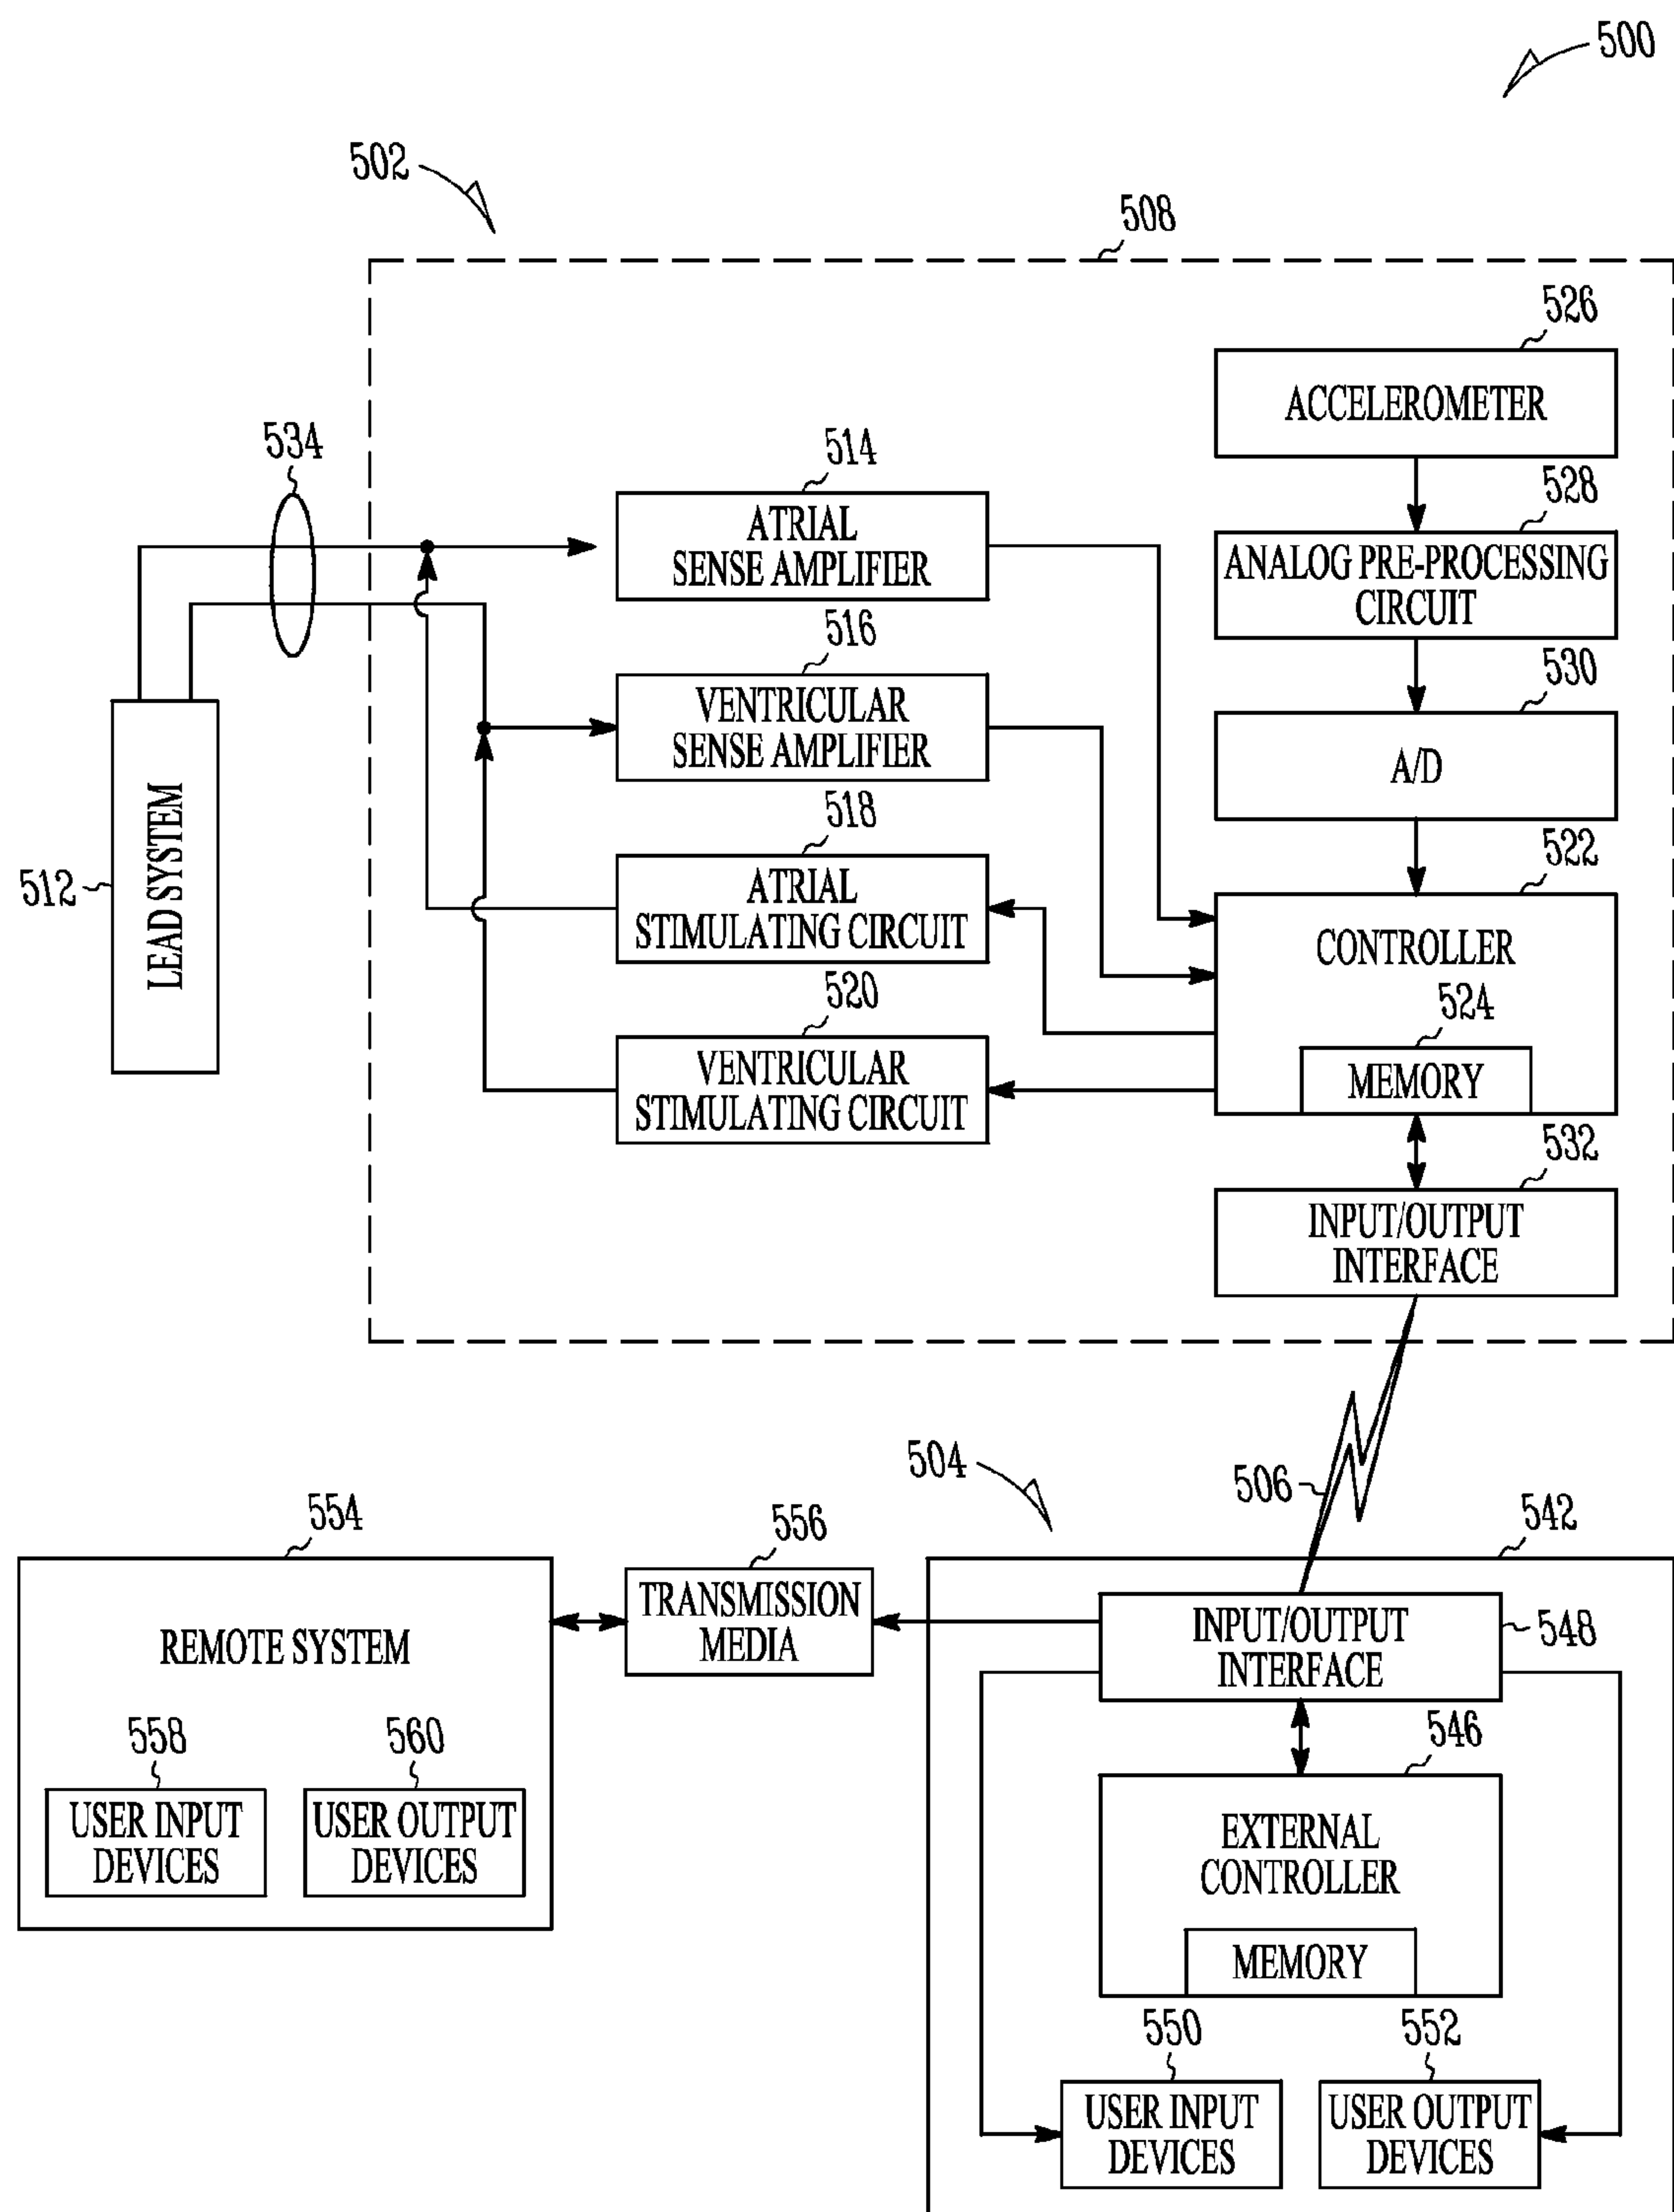 500
502
508
526
ACCELEROMETER
534
514
528
ATRIAL
SENSE AMPLIFIER
ANALOG PRE-PROCESSING
CIRCUIT
516
530
VENTRICULAR
SENSE AMPLIFIER
A/D
518
522
512
LEAD SYSTEM
ATRIAL
STIMULATING CIRCUIT
CONTROLLER
520
524
VENTRICULAR
STIMULATING CIRCUIT
MEMORY
532
INPUT/OUTPUT
INTERFACE
504
506
554
556
542
REMOTE SYSTEM
TRANSMISSION
MEDIA
INPUT/OUTPUT
INTERFACE
548
558
560
546
USER INPUT
DEVICES
USER OUTPUT
DEVICES
EXTERNAL
CONTROLLER
MEMORY
550
552
USER INPUT
DEVICES
USER OUTPUT
DEVICES